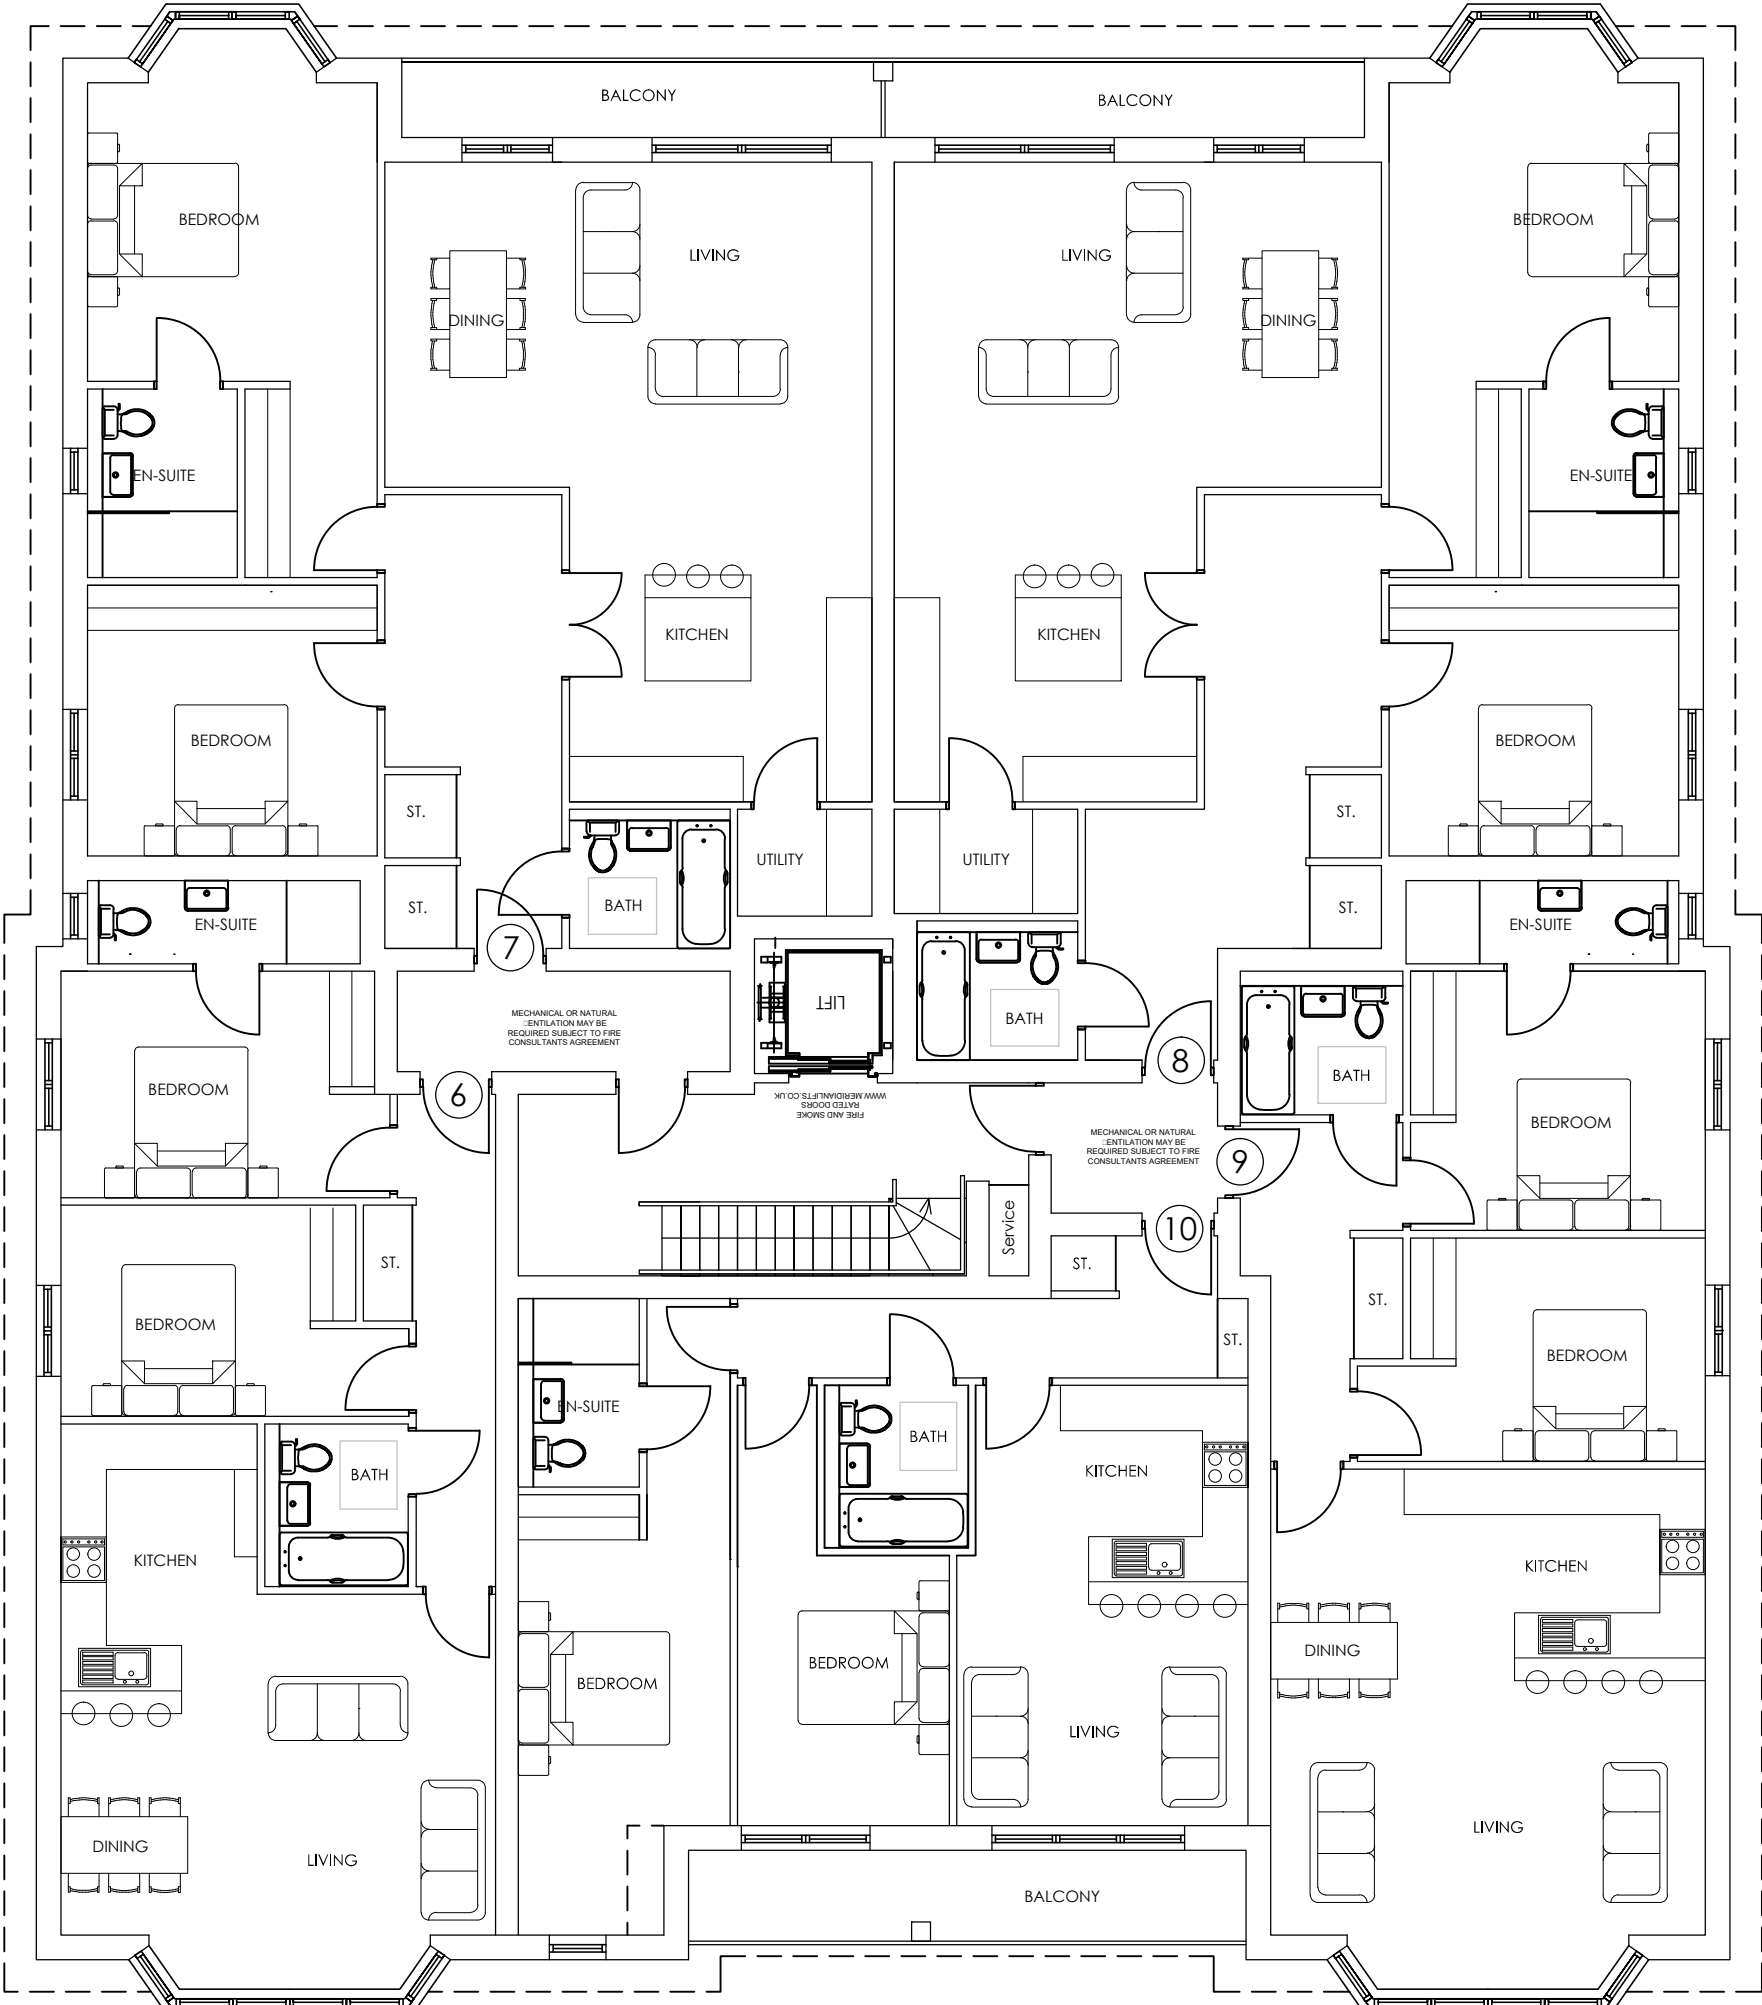 BALCONY
BALCONY
BEDROOM
BEDROOM
LIVING
LIVING
DINING
DINING
EN-SUITE
EN-SUITE
KITCHEN
KITCHEN
BEDROOM
BEDROOM
ST.
ST.
UTILITY
UTILITY
BATH
ST.
ST.
EN-SUITE
EN-SUITE
7
LIFT
BATH
MECHANICAL OR NATURAL
□ENTILATION MAY BE
REQUIRED SUBJECT TO FIRE
CONSULTANTS AGREEMENT
8
BATH
BEDROOM
6
FIRE AND SMOKE
RATED DOORS
WWW.MERIDIANLIFTS.CO.UK
BEDROOM
MECHANICAL OR NATURAL
□ENTILATION MAY BE
REQUIRED SUBJECT TO FIRE
CONSULTANTS AGREEMENT
9
10
Service
ST.
ST.
ST.
BEDROOM
ST.
BEDROOM
EN-SUITE
BATH
BATH
KITCHEN
KITCHEN
KITCHEN
DINING
BEDROOM
BEDROOM
LIVING
DINING
LIVING
LIVING
BALCONY